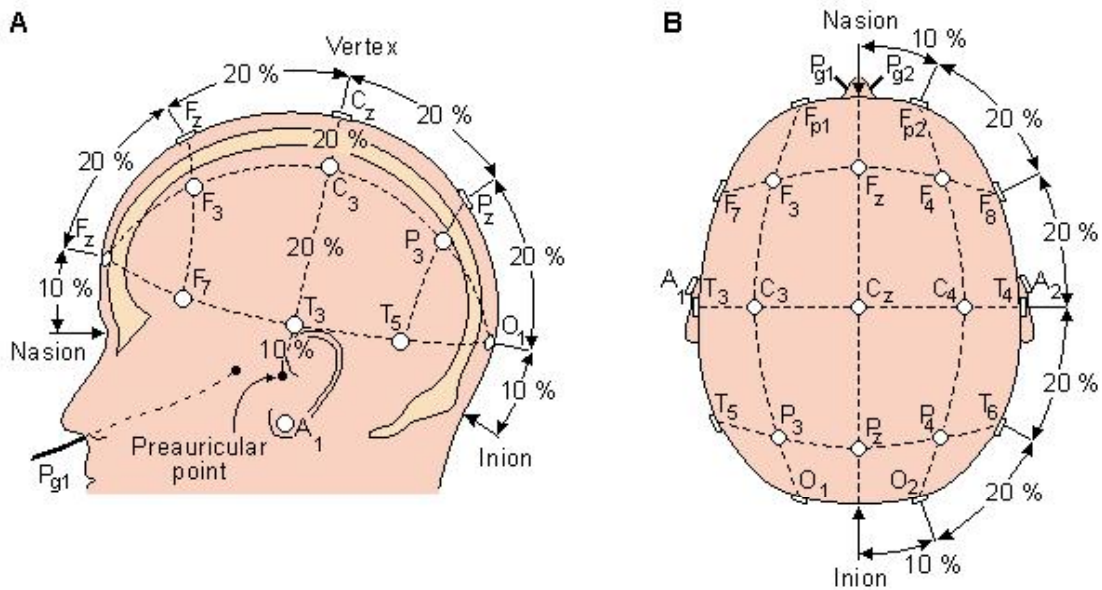 A
Vertex
20 %
20 %
Fz
Cz
20 %
20 %
Fz
F3
C3
20 %
Pz
P3
20 %
10 %
Nasion
F7
T3
T5
O1
10 %
10 %
A1
Preauricular
point
Inion
Pg1
B
Nasion
10 %
Pg1
Pg2
Fp1
Fp2
20 %
F7
F3
Fz
F4
F8
20 %
A1
T3
C3
Cz
C4
T4
A2
20 %
T5
P3
Pz
P4
T6
O1
O2
20 %
10 %
Inion